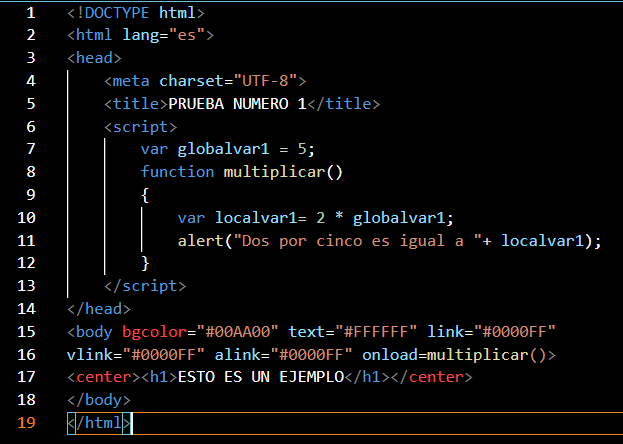 1 <!DOCTYPE html>
2 <html lang="es">
3 <head>
4 <meta charset="UTF-8">
5 <title>PRUEBA NUMERO 1</title>
6 <script>
7 var globalvar1 = 5;
8 function multiplicar()
9 {
10 var localvar1= 2 * globalvar1;
11 alert("Dos por cinco es igual a "+ localvar1);
12 }
13 </script>
14 </head>
15 <body bgcolor="#00AA00" text="#FFFFFF" link="#0000FF"
16 vlink="#0000FF" alink="#0000FF" onload=multiplicar()>
17 <center><h1>ESTO ES UN EJEMPLO</h1></center>
18 </body>
19 </html>